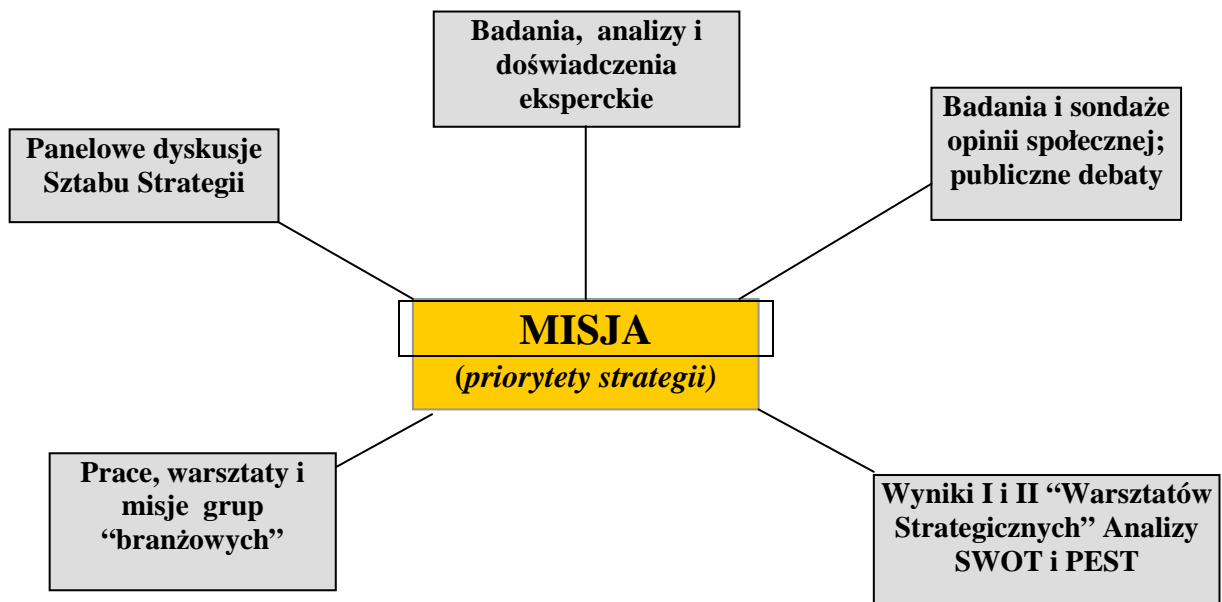 Badania, analizy i
doświadczenia
eksperckie
Badania i sondaże
opinii społecznej;
publiczne debaty
Panelowe dyskusje
Sztabu Strategii
MISJA
(priorytety strategii)
Prace, warsztaty i
misje grup
“branżowych”
Wyniki I i II “Warsztatów
Strategicznych” Analizy
SWOT i PEST